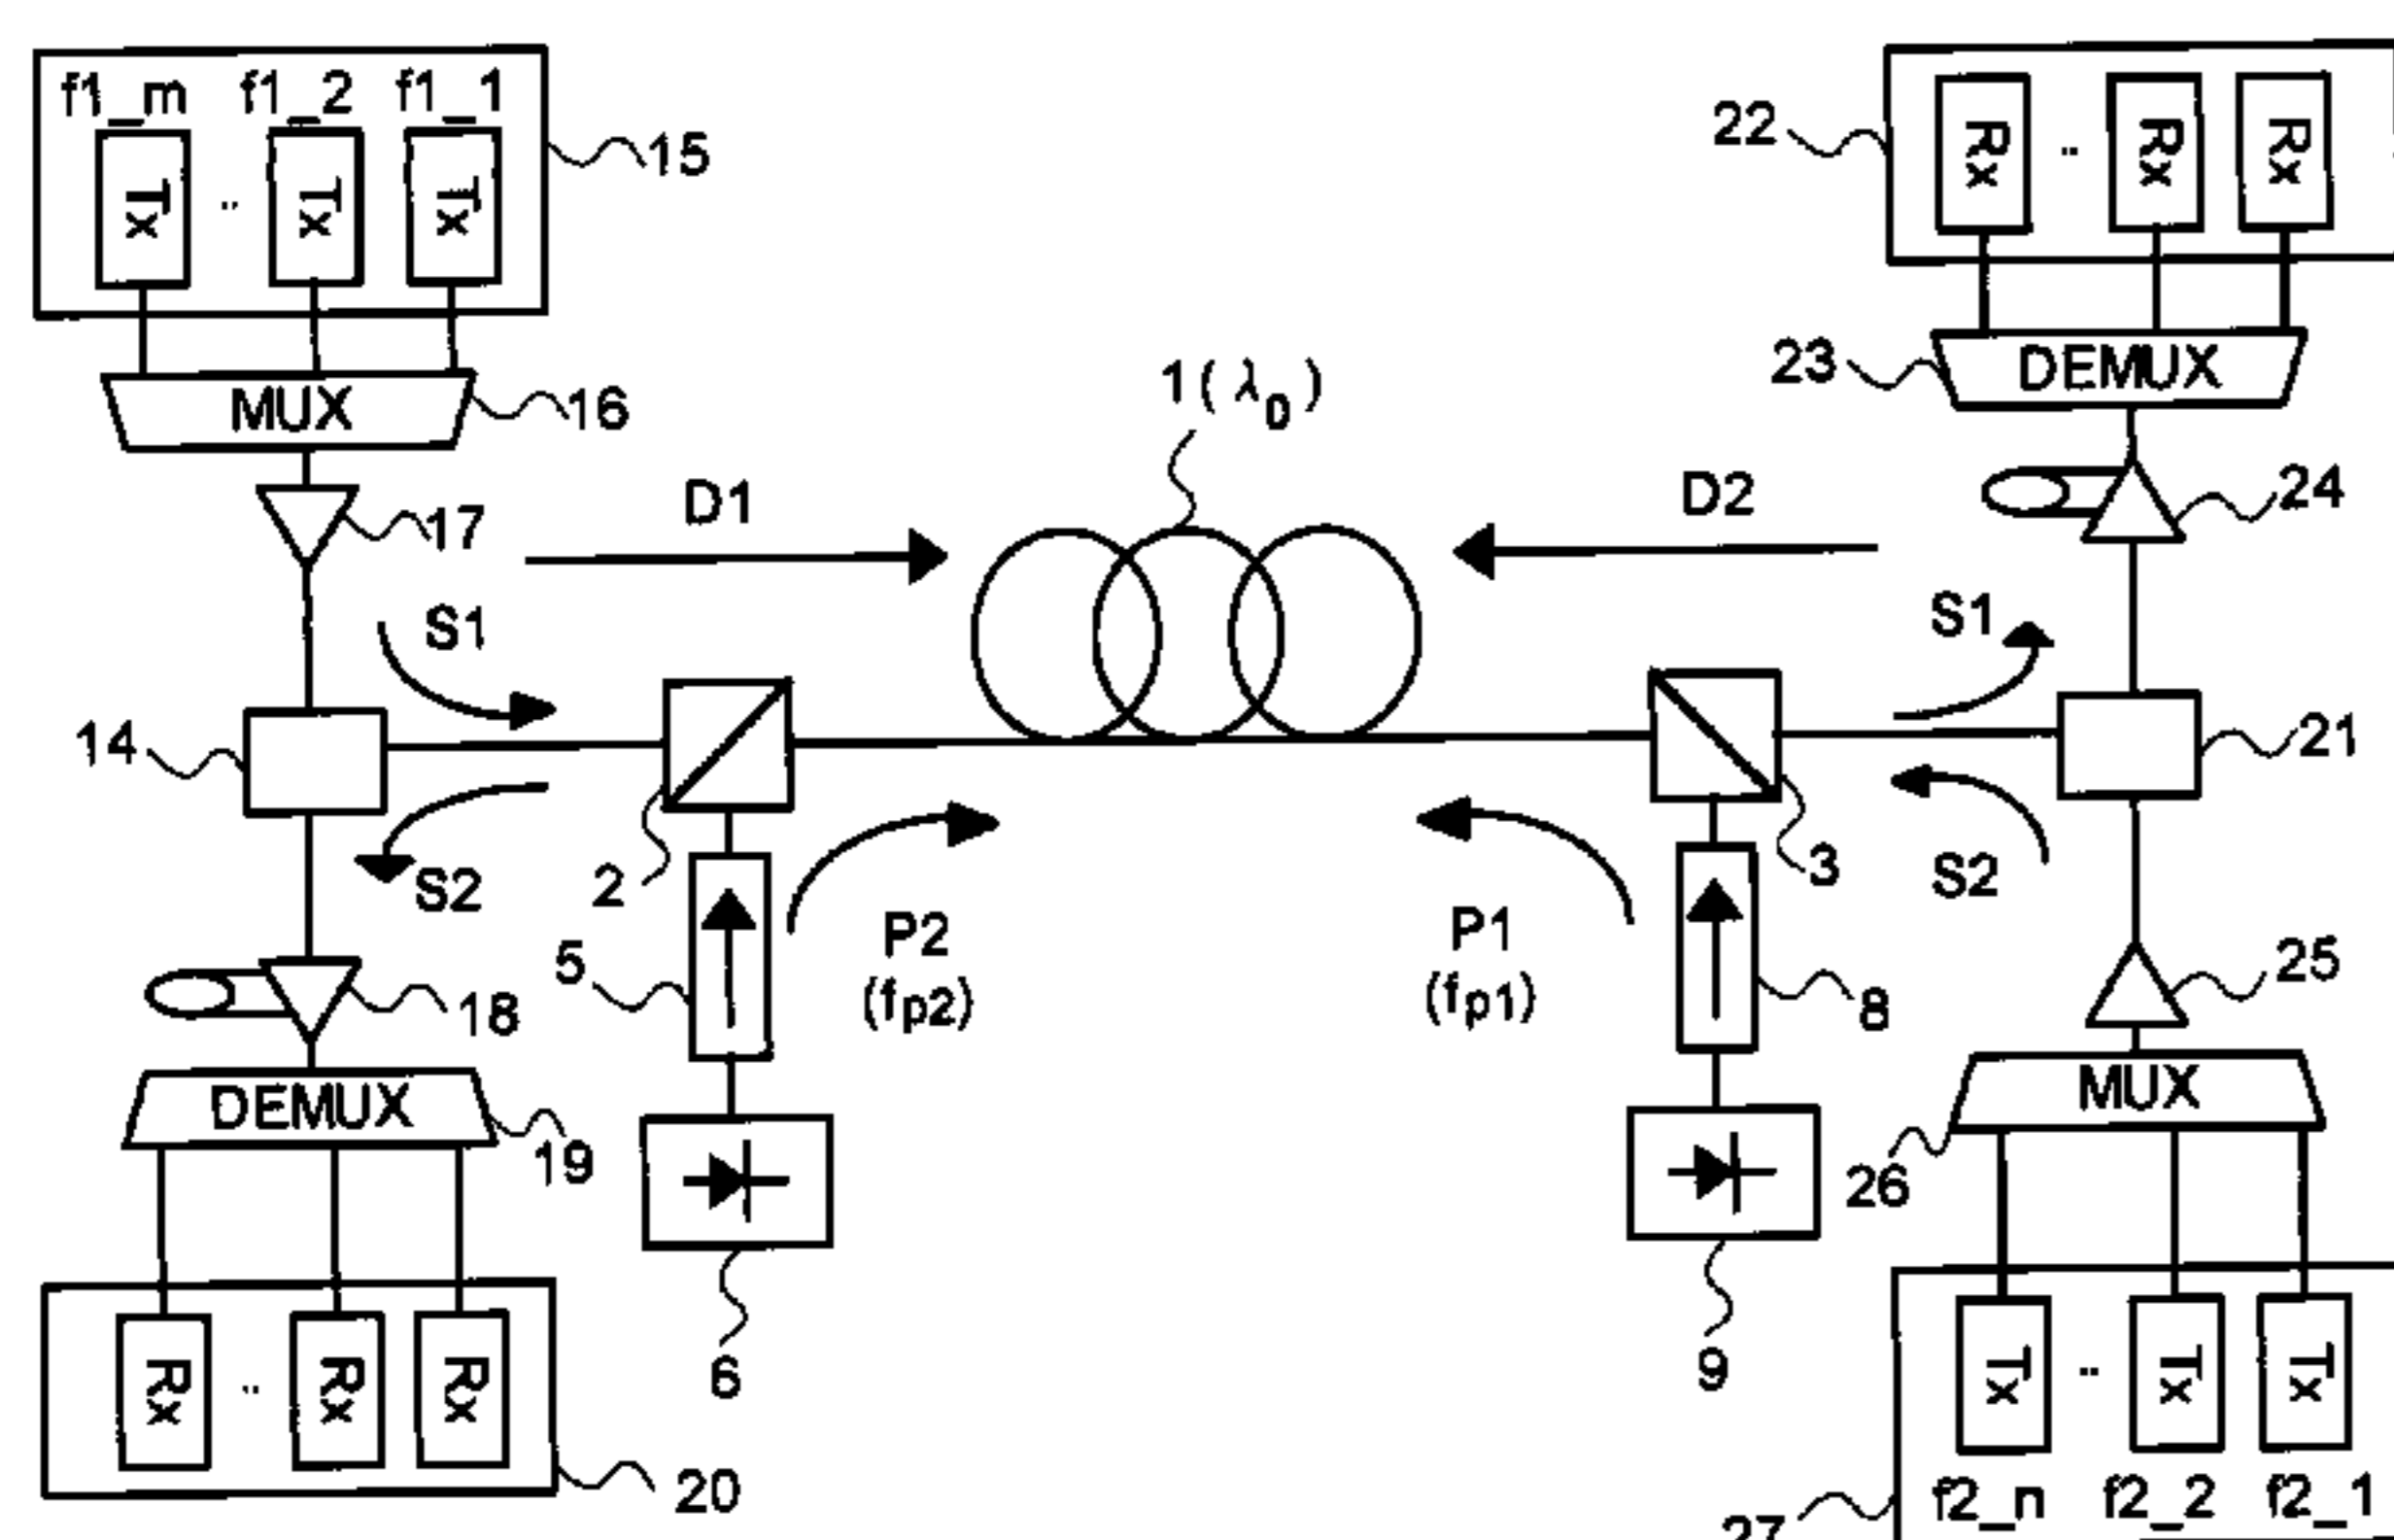 f1_m f1_2 f1_1
Tx .. Tx Tx
15
MUX
16
17
D1
S1
14
S2
18
DEMUX
19
Rx .. Rx Rx
20
1(λ0)
2
5
P2
(fp2)
6
22
Rx .. Rx Rx
DEMUX
23
24
D2
S1
21
3
S2
P1
(fp1)
8
9
25
MUX
26
Tx .. Tx Tx
f2_n f2_2 f2_1
27